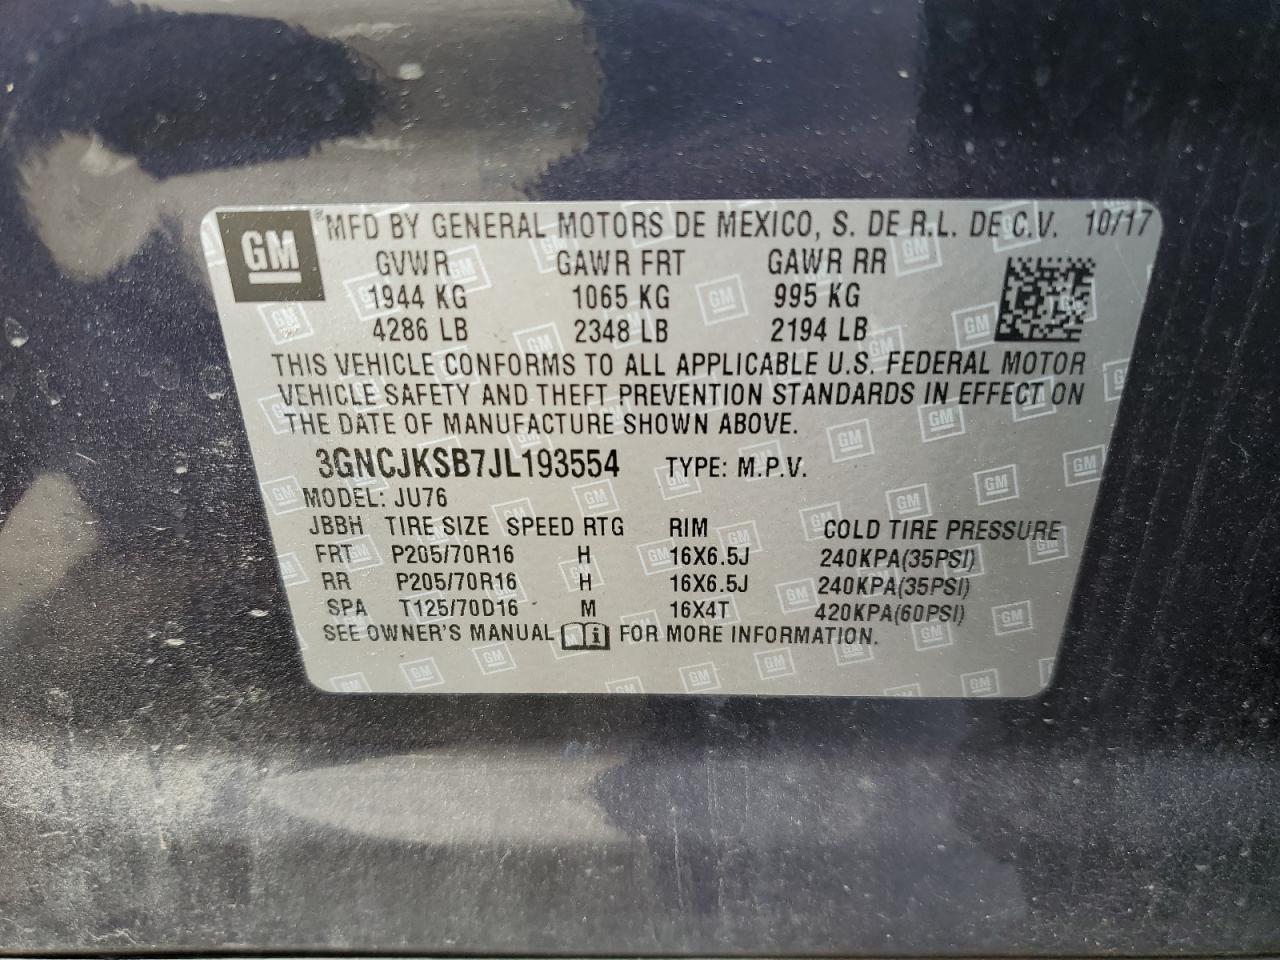 GM ® MFD BY GENERAL MOTORS DE MEXICO, S. DE R.L. DE C.V. 10/17
GVWR GAWR FRT GAWR RR
1944 KG 1065 KG 995 KG
4286 LB 2348 LB 2194 LB
THIS VEHICLE CONFORMS TO ALL APPLICABLE U.S. FEDERAL MOTOR
VEHICLE SAFETY AND THEFT PREVENTION STANDARDS IN EFFECT ON
THE DATE OF MANUFACTURE SHOWN ABOVE.
3GNCJKSB7JL193554 TYPE: M.P.V.
MODEL: JU76
JBBH TIRE SIZE SPEED RTG RIM COLD TIRE PRESSURE
FRT P205/70R16 H 16X6.5J 240KPA(35PSI)
RR P205/70R16 H 16X6.5J 240KPA(35PSI)
SPA T125/70D16 M 16X4T 420KPA(60PSI)
SEE OWNER'S MANUAL i FOR MORE INFORMATION.